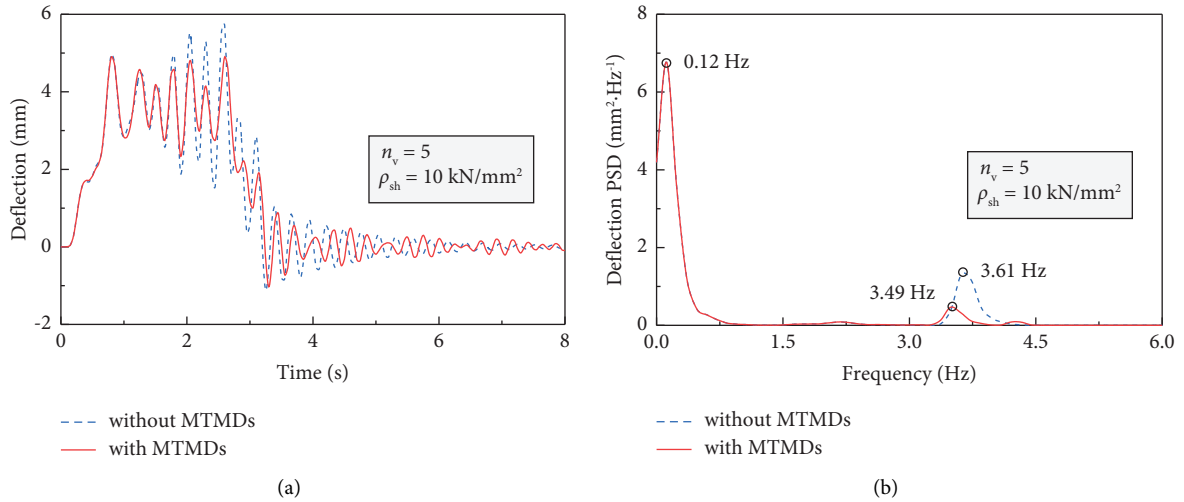 Deflection (mm)
6
4
2
0
-2
0
2
4
6
8
Time (s)
n_v = 5
ρ_sh = 10 kN/mm²
without MTMDs
with MTMDs
(a)
Deflection PSD (mm²·Hz⁻¹)
8
6
4
2
0
0.0
1.5
3.0
4.5
6.0
Frequency (Hz)
0.12 Hz
n_v = 5
ρ_sh = 10 kN/mm²
3.49 Hz
3.61 Hz
without MTMDs
with MTMDs
(b)